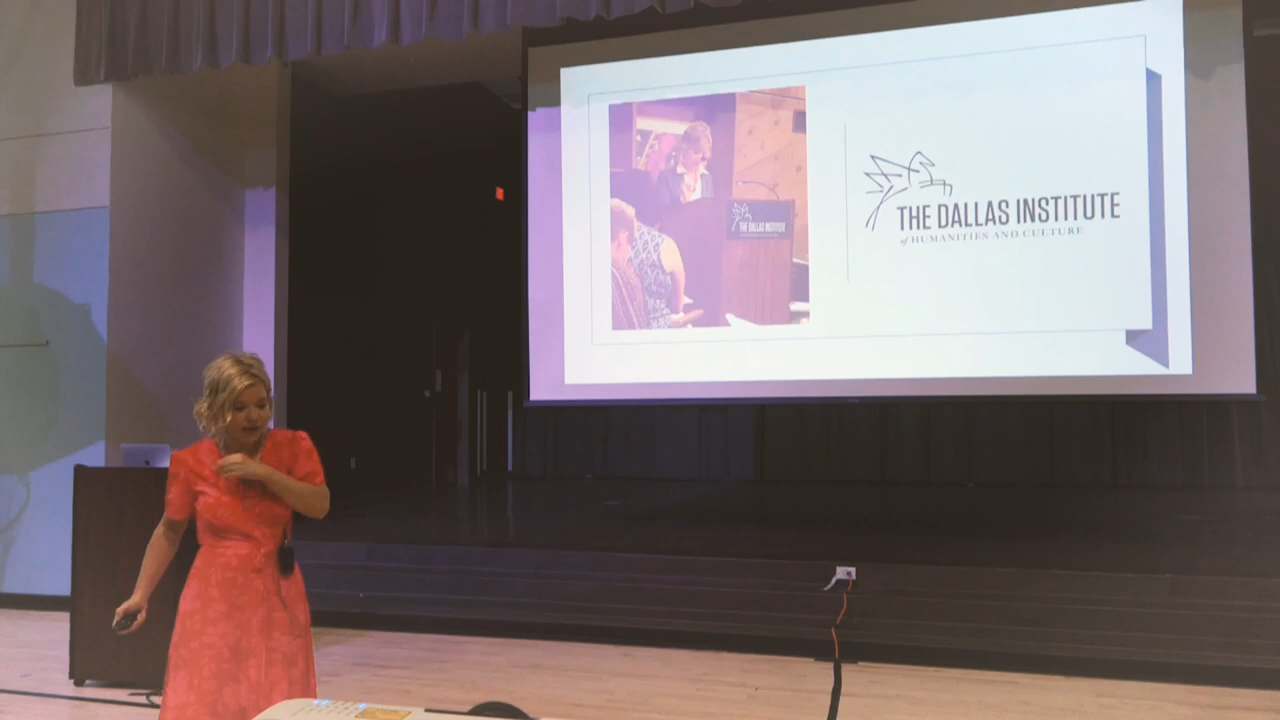 THE DALLAS INSTITUTE
THE DALLAS INSTITUTE
of HUMANITIES AND CULTURE